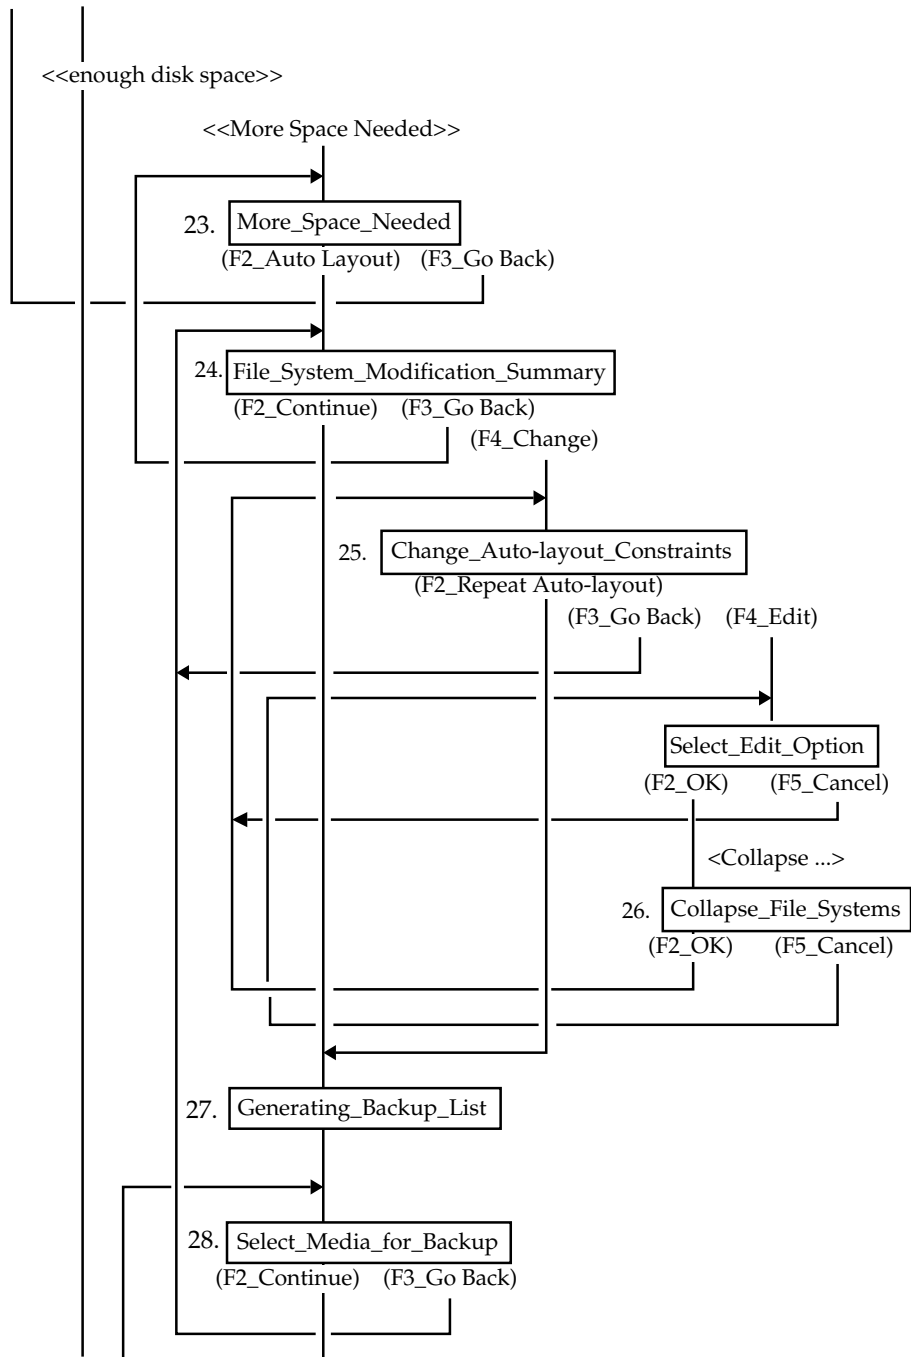 <<enough disk space>>
<<More Space Needed>>
23. More_Space_Needed
(F2_Auto Layout) (F3_Go Back)
24. File_System_Modification_Summary
(F2_Continue) (F3_Go Back)
(F4_Change)
25. Change_Auto-layout_Constraints
(F2_Repeat Auto-layout)
(F3_Go Back) (F4_Edit)
Select_Edit_Option
(F2_OK) (F5_Cancel)
<Collapse ...>
26. Collapse_File_Systems
(F2_OK) (F5_Cancel)
27. Generating_Backup_List
28. Select_Media_for_Backup
(F2_Continue) (F3_Go Back)